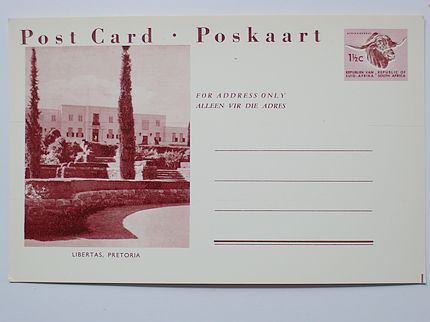 Post Card · Poskaart
AFRIKANERBUL
1½c
REPUBLIEK VAN REPUBLIC OF
SUID-AFRIKA SOUTH AFRICA
FOR ADDRESS ONLY
ALLEEN VIR DIE ADRES
LIBERTAS, PRETORIA